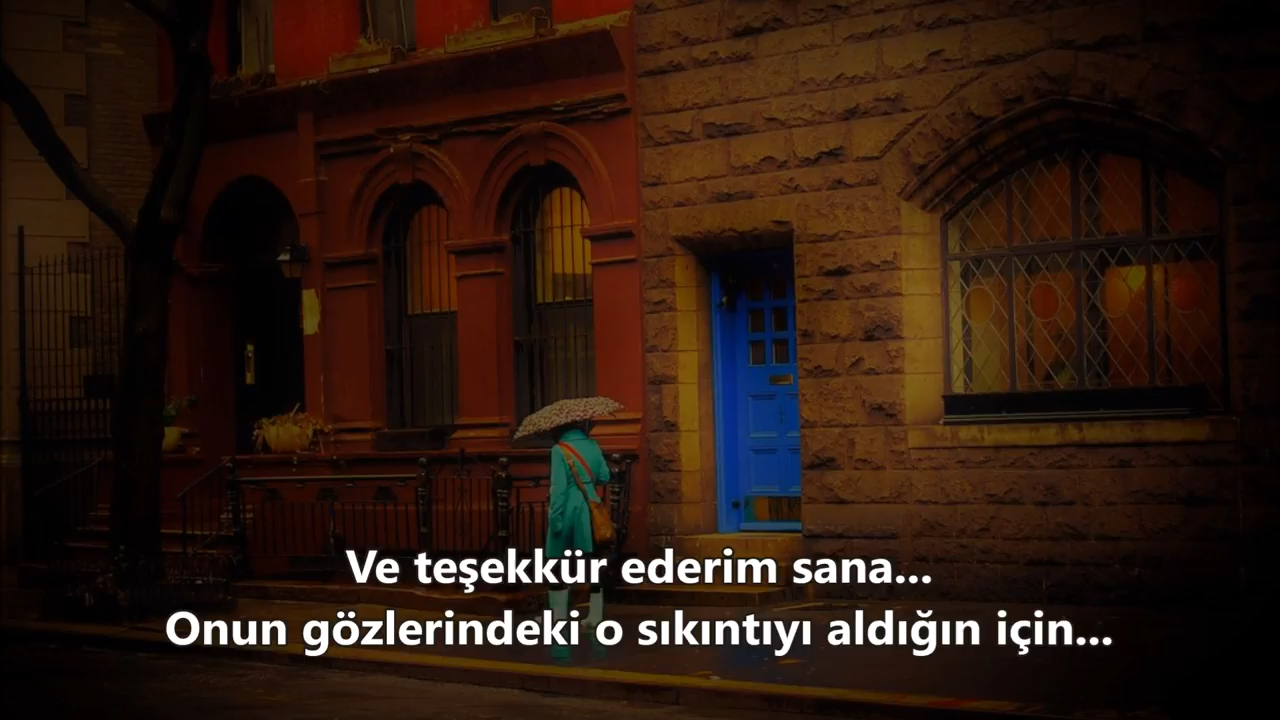 Ve teşekkür ederim sana...
Onun gözlerindeki o sıkıntıyı aldığın için...